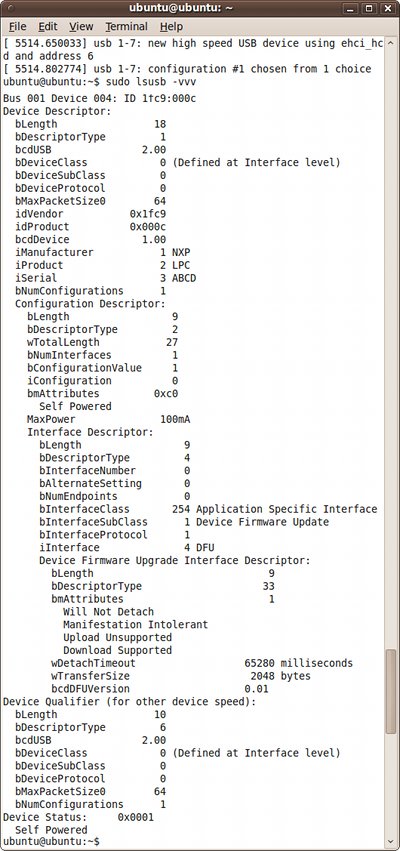 ubuntu@ubuntu: ~
File Edit View Terminal Help
[ 5514.650033] usb 1-7: new high speed USB device using ehci_hc
d and address 6
[ 5514.802774] usb 1-7: configuration #1 chosen from 1 choice
ubuntu@ubuntu:~$ sudo lsusb -vvv
Bus 001 Device 004: ID 1fc9:000c
Device Descriptor:
  bLength                18
  bDescriptorType         1
  bcdUSB               2.00
  bDeviceClass            0 (Defined at Interface level)
  bDeviceSubClass         0
  bDeviceProtocol         0
  bMaxPacketSize0        64
  idVendor           0x1fc9
  idProduct          0x000c
  bcdDevice            1.00
  iManufacturer           1 NXP
  iProduct                2 LPC
  iSerial                 3 ABCD
  bNumConfigurations      1
  Configuration Descriptor:
    bLength                 9
    bDescriptorType         2
    wTotalLength           27
    bNumInterfaces          1
    bConfigurationValue     1
    iConfiguration          0
    bmAttributes         0xc0
      Self Powered
    MaxPower              100mA
    Interface Descriptor:
      bLength                 9
      bDescriptorType         4
      bInterfaceNumber        0
      bAlternateSetting       0
      bNumEndpoints           0
      bInterfaceClass       254 Application Specific Interface
      bInterfaceSubClass      1 Device Firmware Update
      bInterfaceProtocol      1
      iInterface              4 DFU
      Device Firmware Upgrade Interface Descriptor:
        bLength                             9
        bDescriptorType                    33
        bmAttributes                        1
          Will Not Detach
          Manifestation Intolerant
          Upload Unsupported
          Download Supported
        wDetachTimeout                  65280 milliseconds
        wTransferSize                    2048 bytes
        bcdDFUVersion                   0.01
Device Qualifier (for other device speed):
  bLength                10
  bDescriptorType         6
  bcdUSB               2.00
  bDeviceClass            0 (Defined at Interface level)
  bDeviceSubClass         0
  bDeviceProtocol         0
  bMaxPacketSize0        64
  bNumConfigurations      1
Device Status:     0x0001
  Self Powered
ubuntu@ubuntu:~$